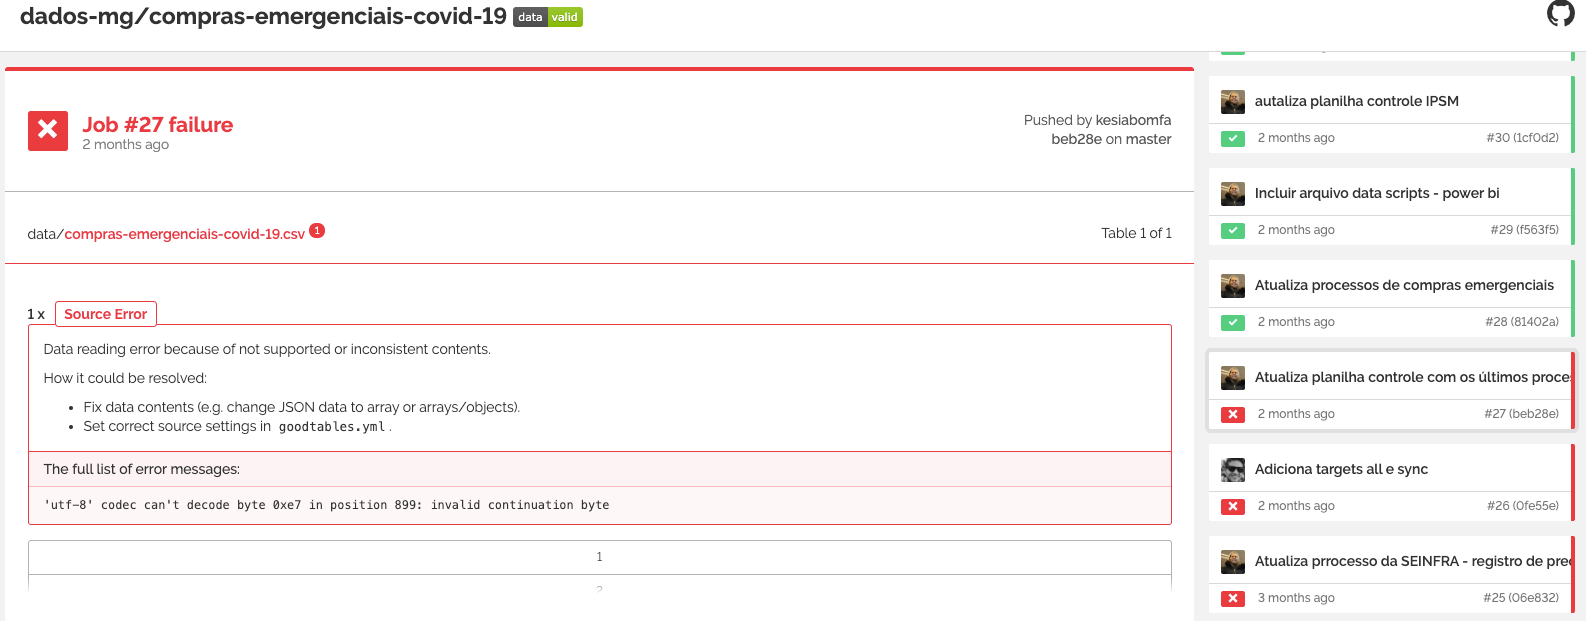 dados-mg/compras-emergenciais-covid-19 data valid
Job #27 failure
2 months ago
Pushed by kesiabomfa
beb28e on master
data/compras-emergenciais-covid-19.csv 1
Table 1 of 1
1 x Source Error
Data reading error because of not supported or inconsistent contents.
How it could be resolved:
• Fix data contents (e.g. change JSON data to array or arrays/objects).
• Set correct source settings in goodtables.yml.
The full list of error messages:
'utf-8' codec can't decode byte 0xe7 in position 899: invalid continuation byte
1
2
autaliza planilha controle IPSM
2 months ago #30 (1cf0d2)
Incluir arquivo data scripts - power bi
2 months ago #29 (f563f5)
Atualiza processos de compras emergenciais
2 months ago #28 (81402a)
Atualiza planilha controle com os últimos proce
2 months ago #27 (beb28e)
Adiciona targets all e sync
2 months ago #26 (0fe55e)
Atualiza prrocesso da SEINFRA - registro de pre
3 months ago #25 (06e832)